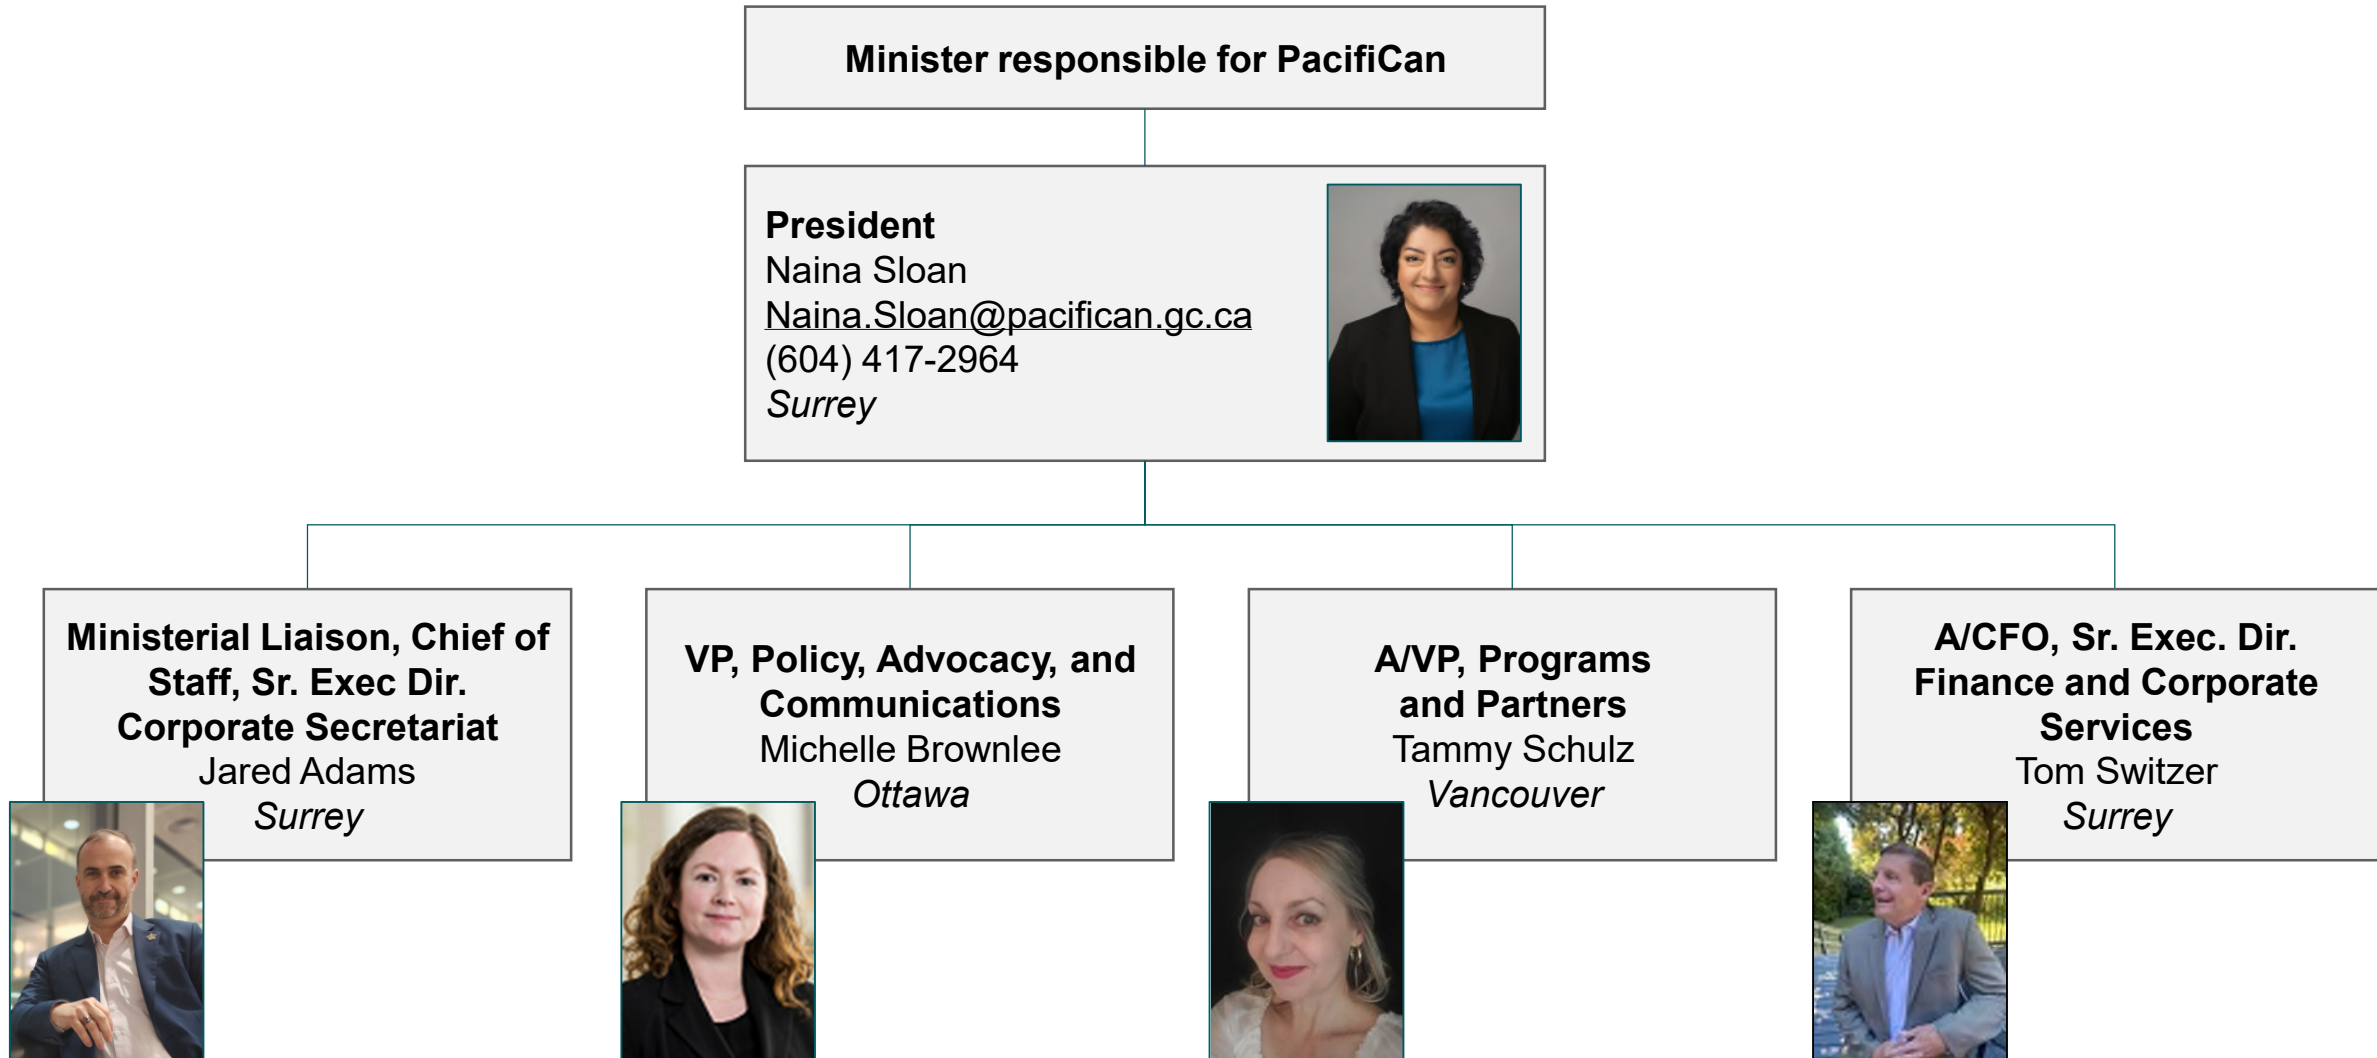 Minister responsible for PacifiCan
President
Naina Sloan
Naina.Sloan@pacifican.gc.ca
(604) 417-2964
Surrey
Ministerial Liaison, Chief of
Staff, Sr. Exec Dir.
Corporate Secretariat
Jared Adams
Surrey
VP, Policy, Advocacy, and
Communications
Michelle Brownlee
Ottawa
A/VP, Programs
and Partners
Tammy Schulz
Vancouver
A/CFO, Sr. Exec. Dir.
Finance and Corporate
Services
Tom Switzer
Surrey